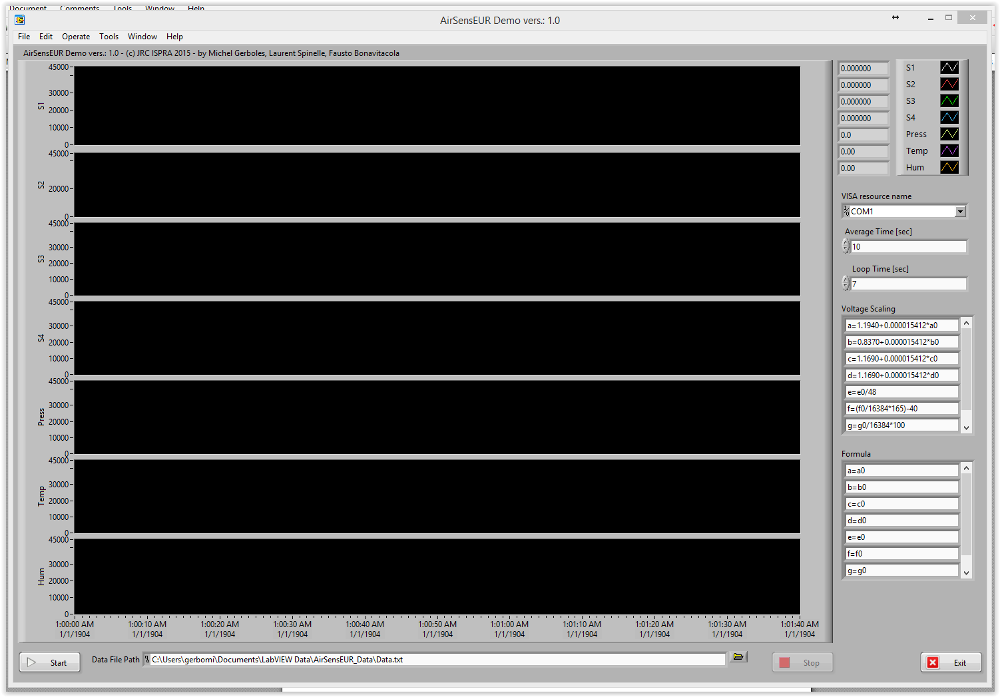 Document Comments Tools Window Help
AirSensEUR Demo vers.: 1.0
File Edit Operate Tools Window Help
AirSensEUR Demo vers.: 1.0 - (c) JRC ISPRA 2015 - by Michel Gerboles, Laurent Spinelle, Fausto Bonavitacola
S1
45000
30000
20000
10000
0
S2
45000
20000
0
S3
45000
30000
20000
10000
0
S4
45000
30000
20000
10000
0
Press
45000
30000
20000
10000
0
Temp
45000
30000
20000
10000
0
Hum
45000
30000
20000
10000
0
1:00:00 AM 1:00:10 AM 1:00:20 AM 1:00:30 AM 1:00:40 AM 1:00:50 AM 1:01:00 AM 1:01:10 AM 1:01:20 AM 1:01:30 AM 1:01:40 AM
1/1/1904 1/1/1904 1/1/1904 1/1/1904 1/1/1904 1/1/1904 1/1/1904 1/1/1904 1/1/1904 1/1/1904 1/1/1904
0.000000 S1
0.000000 S2
0.000000 S3
0.000000 S4
0.0 Press
0.00 Temp
0.00 Hum
VISA resource name
I/O COM1
Average Time [sec]
10
Loop Time [sec]
7
Voltage Scaling
a=1.1940+0.000015412*a0
b=0.8370+0.000015412*b0
c=1.1690+0.000015412*c0
d=1.1690+0.000015412*d0
e=e0/48
f=(f0/16384*165)-40
g=g0/16384*100
Formula
a=a0
b=b0
c=c0
d=d0
e=e0
f=f0
g=g0
Start Data File Path C:\Users\gerbomi\Documents\LabVIEW Data\AirSensEUR_Data\Data.txt Stop Exit